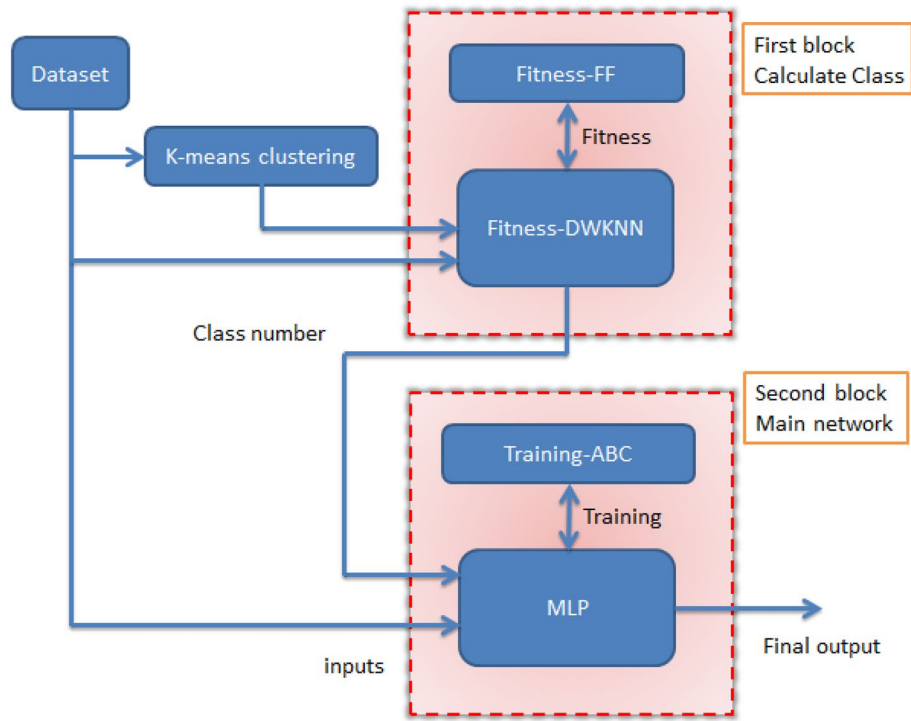 Dataset
K-means clustering
Fitness-FF
Fitness
Fitness-DWKNN
First block
Calculate Class
Class number
Second block
Main network
Training-ABC
Training
MLP
inputs
Final output